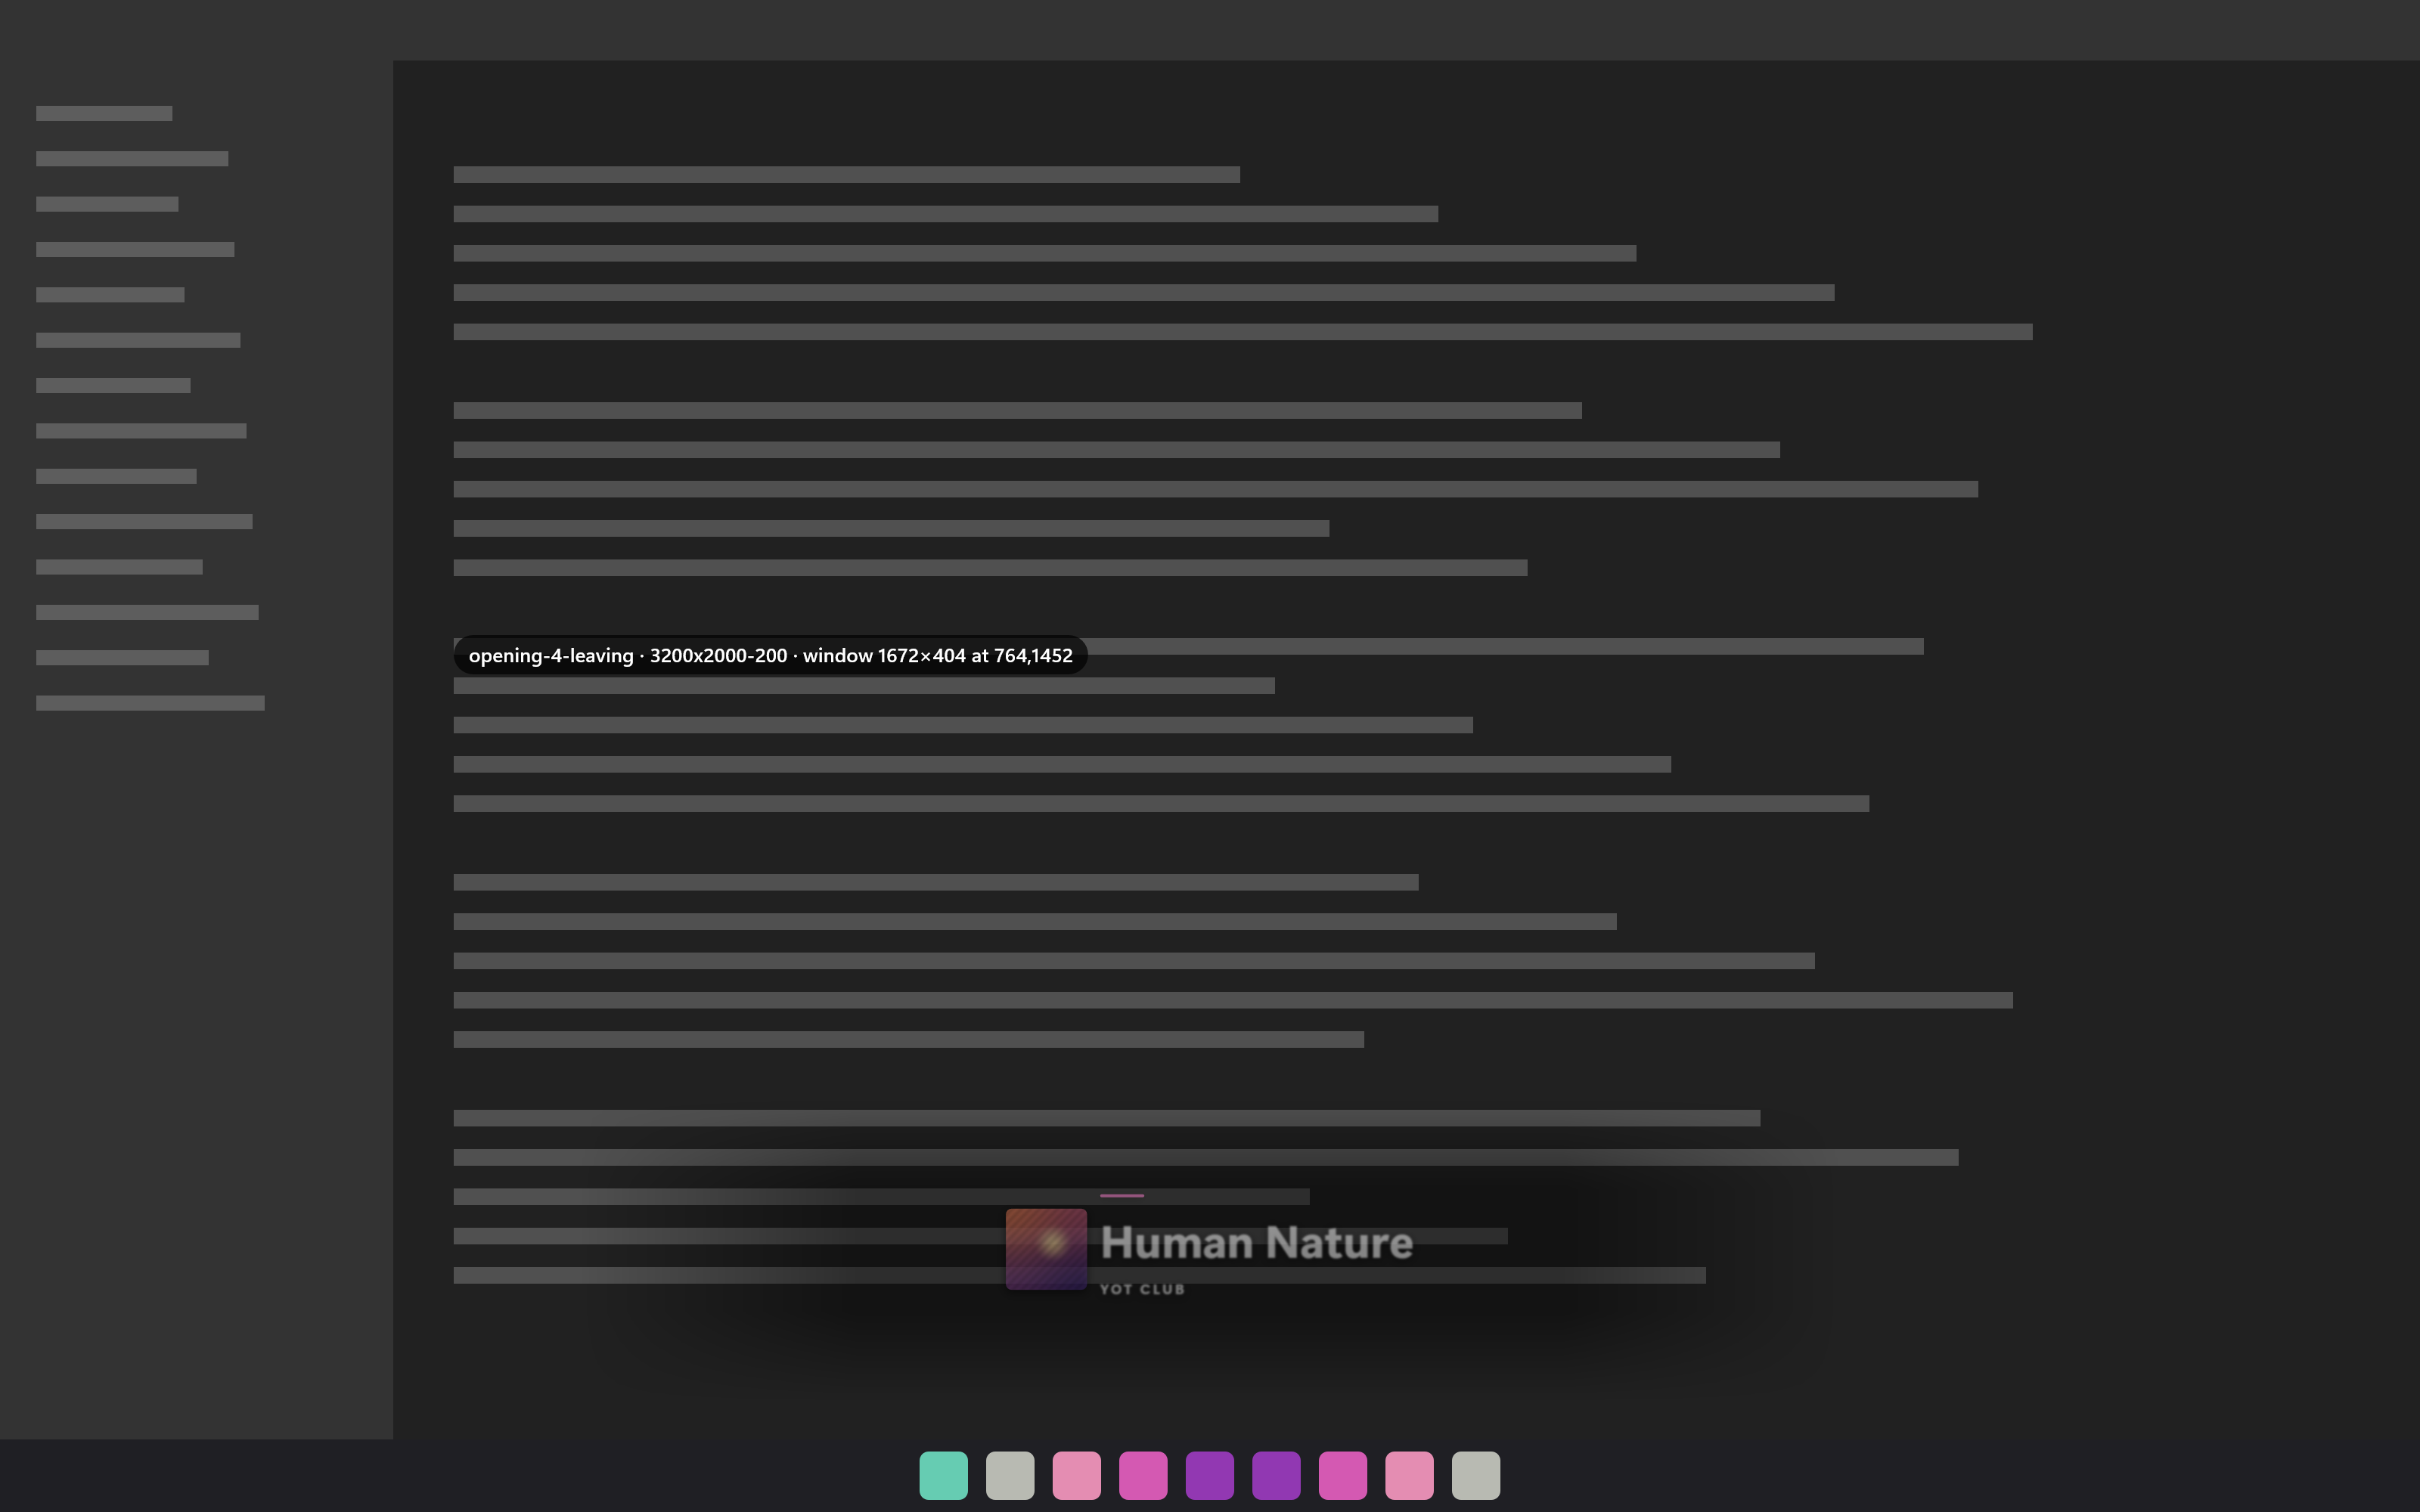 opening-4-leaving · 3200x2000-200 · window 1672×404 at 764,1452
Human Nature
YOT CLUB